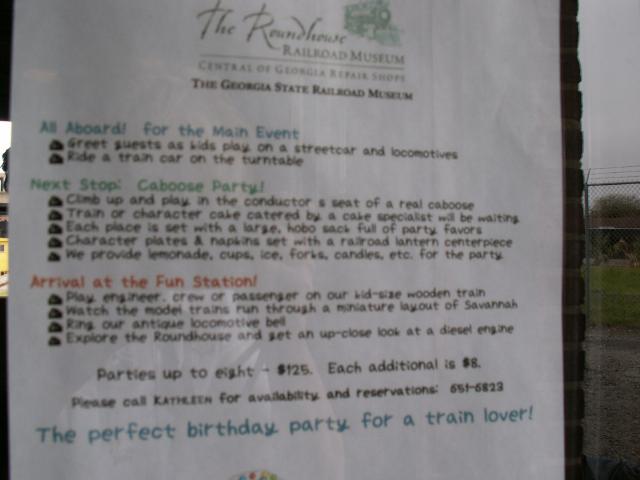 The Roundhouse
RAILROAD MUSEUM
CENTRAL OF GEORGIA REPAIR SHOPS
THE GEORGIA STATE RAILROAD MUSEUM
All Aboard! for the Main Event
Greet guests as kids play on a streetcar and locomotives
Ride a train car on the turntable
Next Stop: Caboose Party!
Climb up and play in the conductor s seat of a real caboose
Train or character cake catered by a cake specialist will be waiting
Each place is set with a large, hobo sack full of party favors
Character plates & napkins set with a railroad lantern centerpiece
We provide lemonade, cups, ice, forks, candles, etc. for the party
Arrival at the Fun Station!
Play engineer, crew or passenger on our kid-size wooden train
Watch the model trains run through a miniature layout of Savannah
Ring our antique locomotive bell
Explore the Roundhouse and get an up-close look at a diesel engine
Parties up to eight - $125. Each additional is $8.
Please call KATHLEEN for availability and reservations: 651-6823
The perfect birthday party for a train lover!